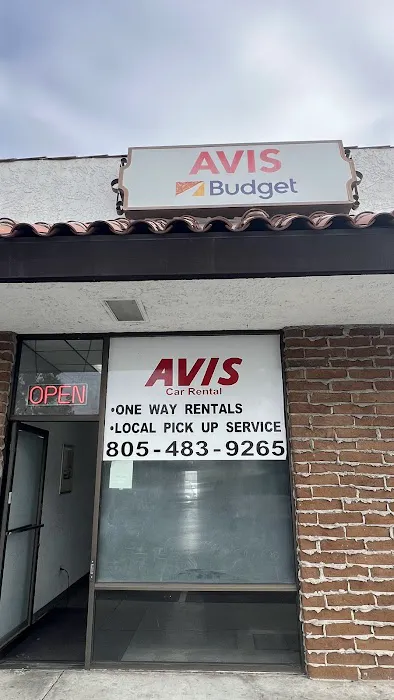 AVIS
Budget
OPEN
AVIS
Car Rental
•ONE WAY RENTALS
•LOCAL PICK UP SERVICE
805-483-9265